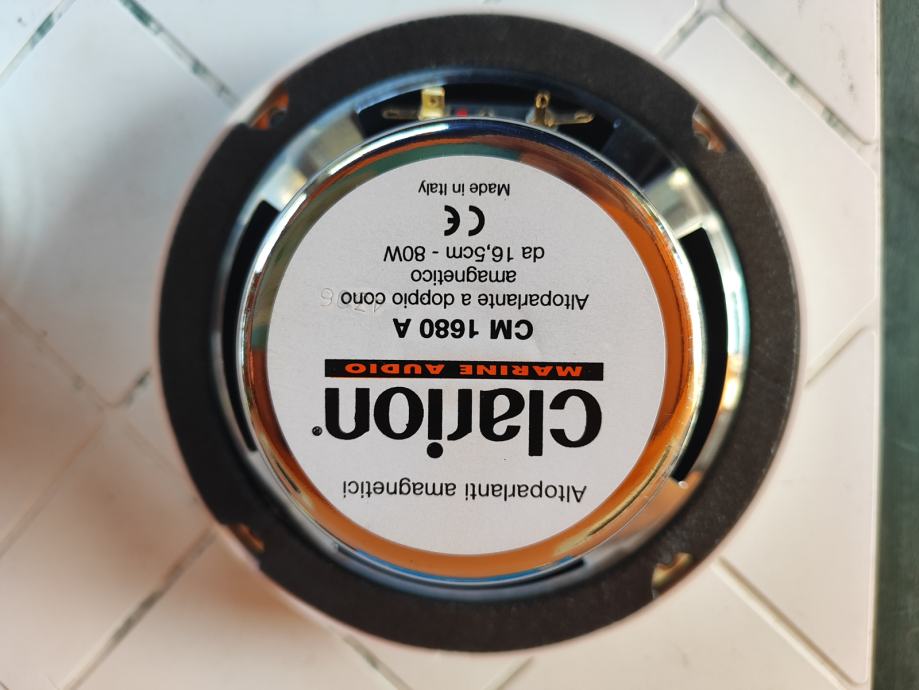 Altoparlanti amagnetici
clarion®
MARINE AUDIO
CM 1680 A
Altoparlante a doppio cono
amagnetico
da 16,5cm - 80W
CE
Made in Italy